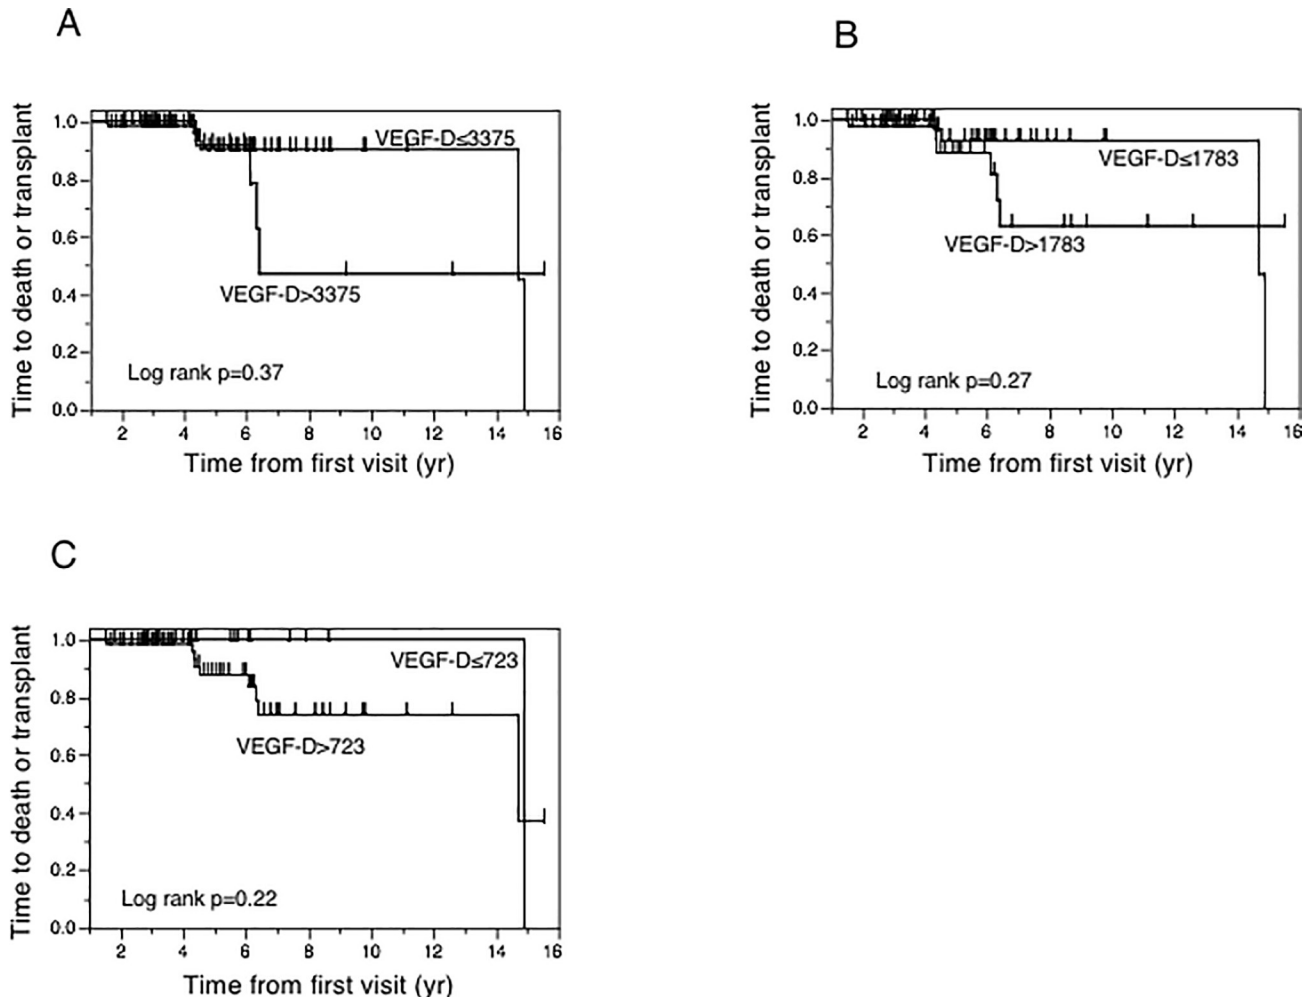 A
Time to death or transplant
1.0
0.8
0.6
0.4
0.2
0.0
VEGF-D≤3375
VEGF-D>3375
Log rank p=0.37
2 4 6 8 10 12 14 16
Time from first visit (yr)
B
Time to death or transplant
1.0
0.8
0.6
0.4
0.2
0.0
VEGF-D≤1783
VEGF-D>1783
Log rank p=0.27
2 4 6 8 10 12 14 16
Time from first visit (yr)
C
Time to death or transplant
1.0
0.8
0.6
0.4
0.2
0.0
VEGF-D≤723
VEGF-D>723
Log rank p=0.22
2 4 6 8 10 12 14 16
Time from first visit (yr)